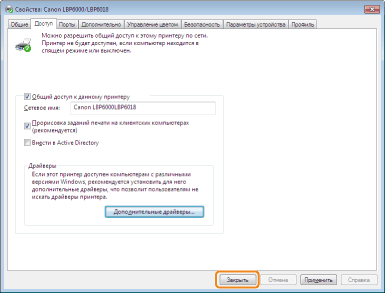 Свойства: Canon LBP6000/LBP6018
Общие Доступ Порты Дополнительно Управление цветом Безопасность Параметры устройства Профиль
Можно разрешить общий доступ к этому принтеру по сети.
Принтер не будет доступен, если компьютер находится в
спящем режиме или выключен.
Общий доступ к данному принтеру
Сетевое имя: Canon LBP6000LBP6018
Прорисовка заданий печати на клиентских компьютерах
(рекомендуется)
Внести в Active Directory
Драйверы
Если этот принтер доступен компьютерам с различными
версиями Windows, рекомендуется установить для него
дополнительные драйверы, что позволит пользователям не
искать драйверы принтера.
Дополнительные драйверы...
Закрыть Отмена Применить Справка